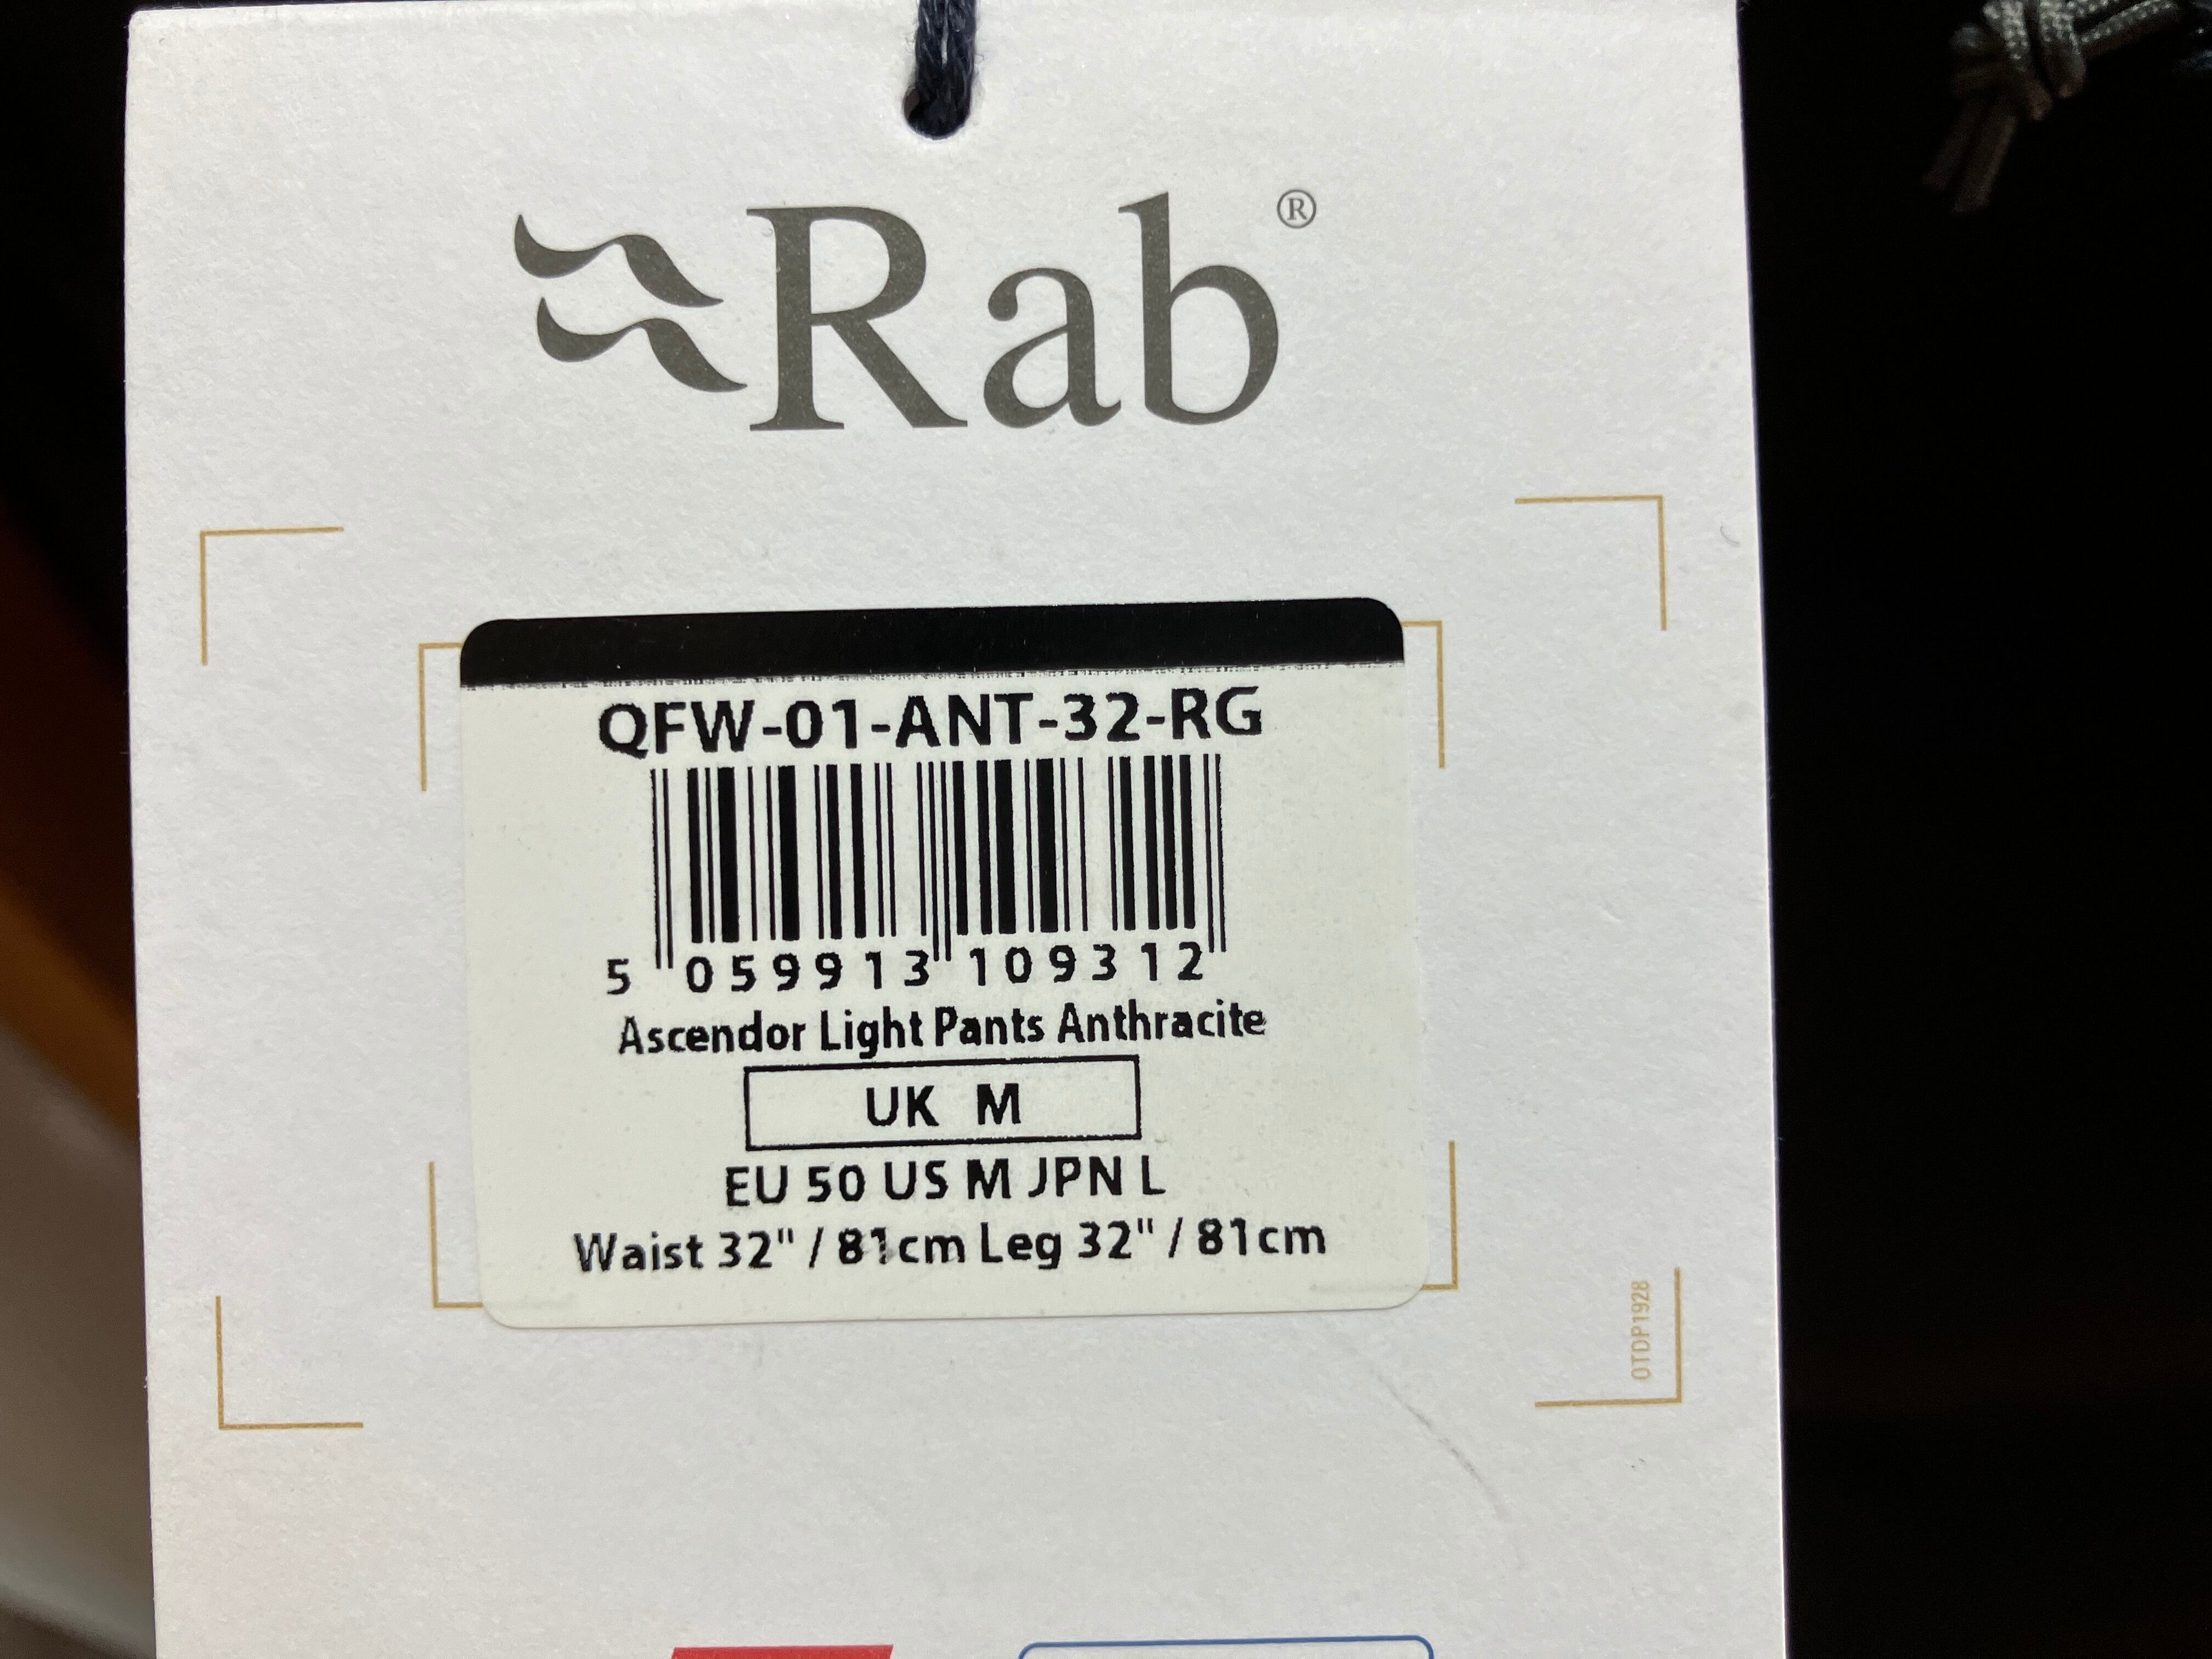 Rab®
QFW-01-ANT-32-RG
5 059913 109312
Ascendor Light Pants Anthracite
UK M
EU 50 US M JPN L
Waist 32" / 81cm Leg 32" / 81cm
OTDP1928